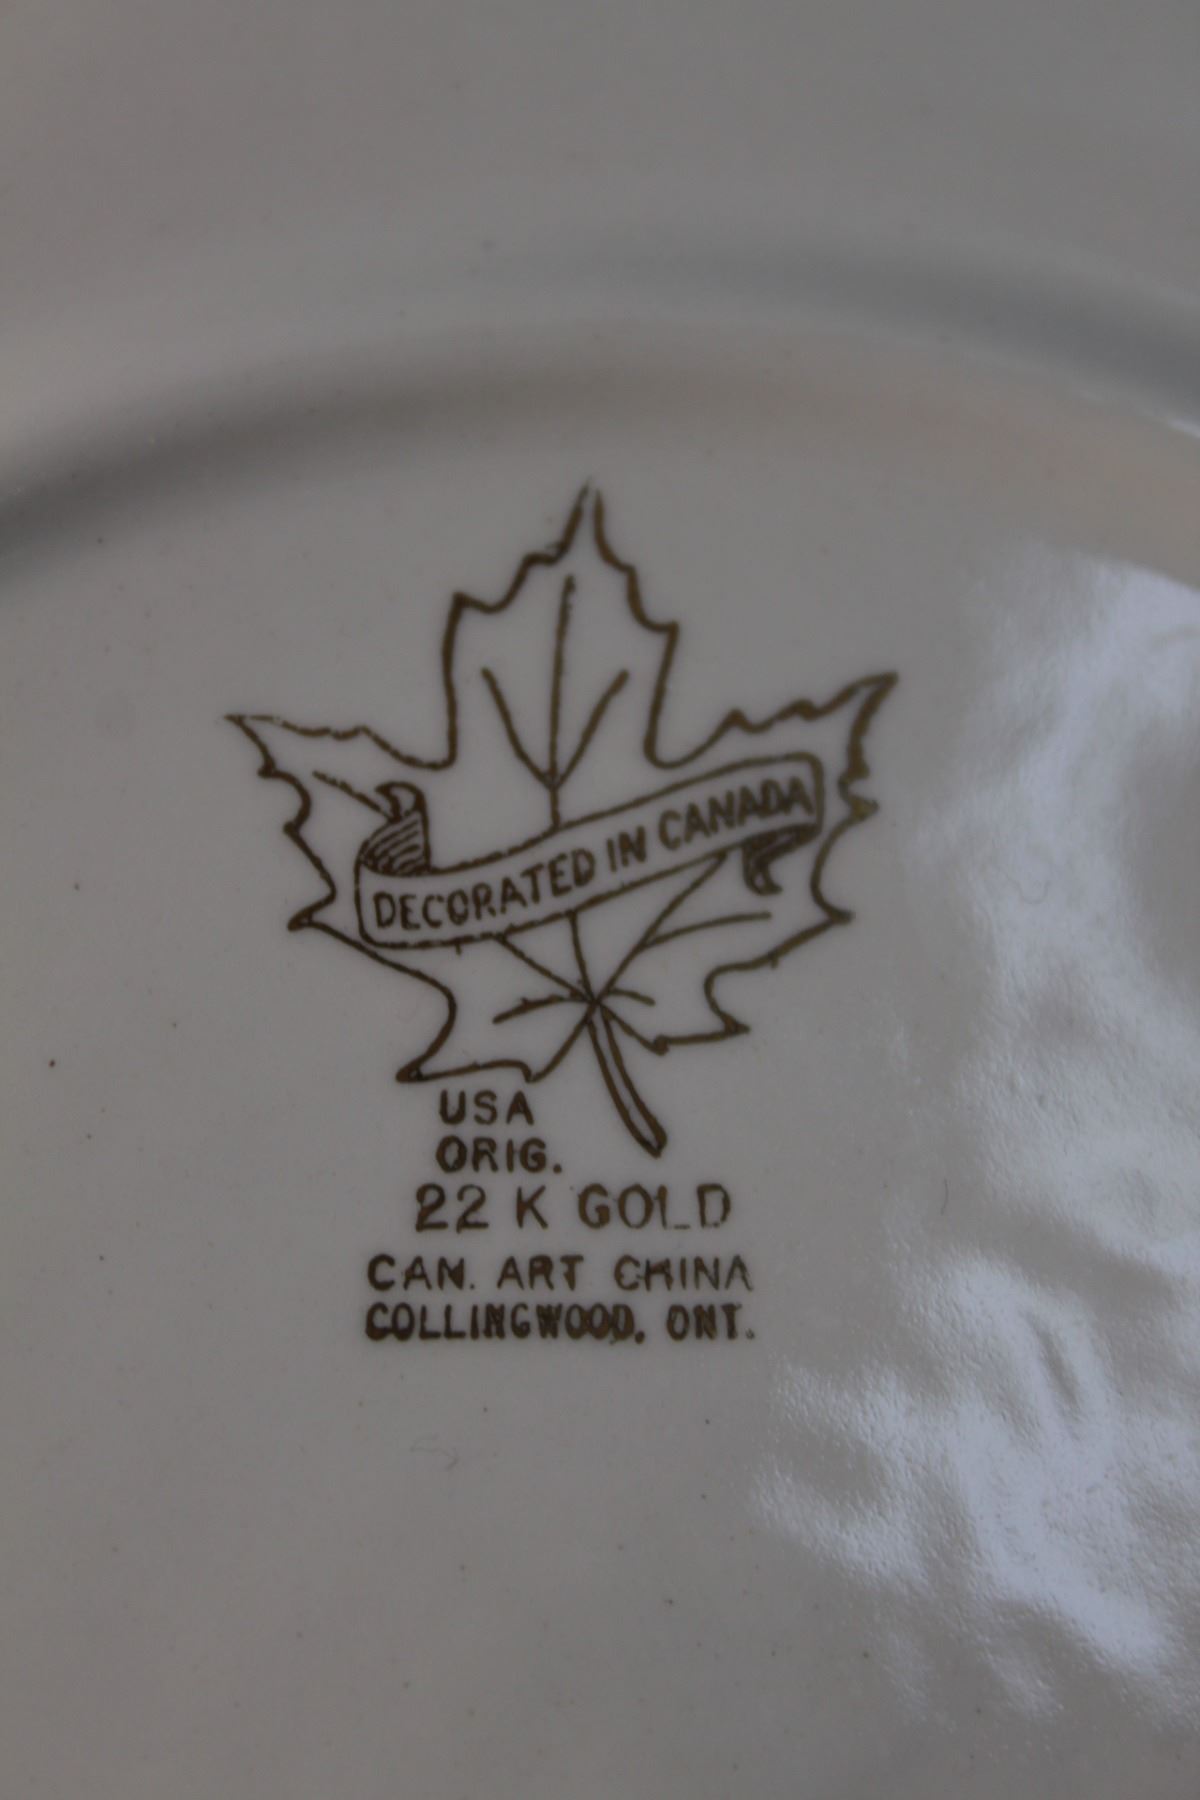 DECORATED IN CANADA
USA
ORIG.
22 K GOLD
CAN. ART CHINA
COLLINGWOOD, ONT.